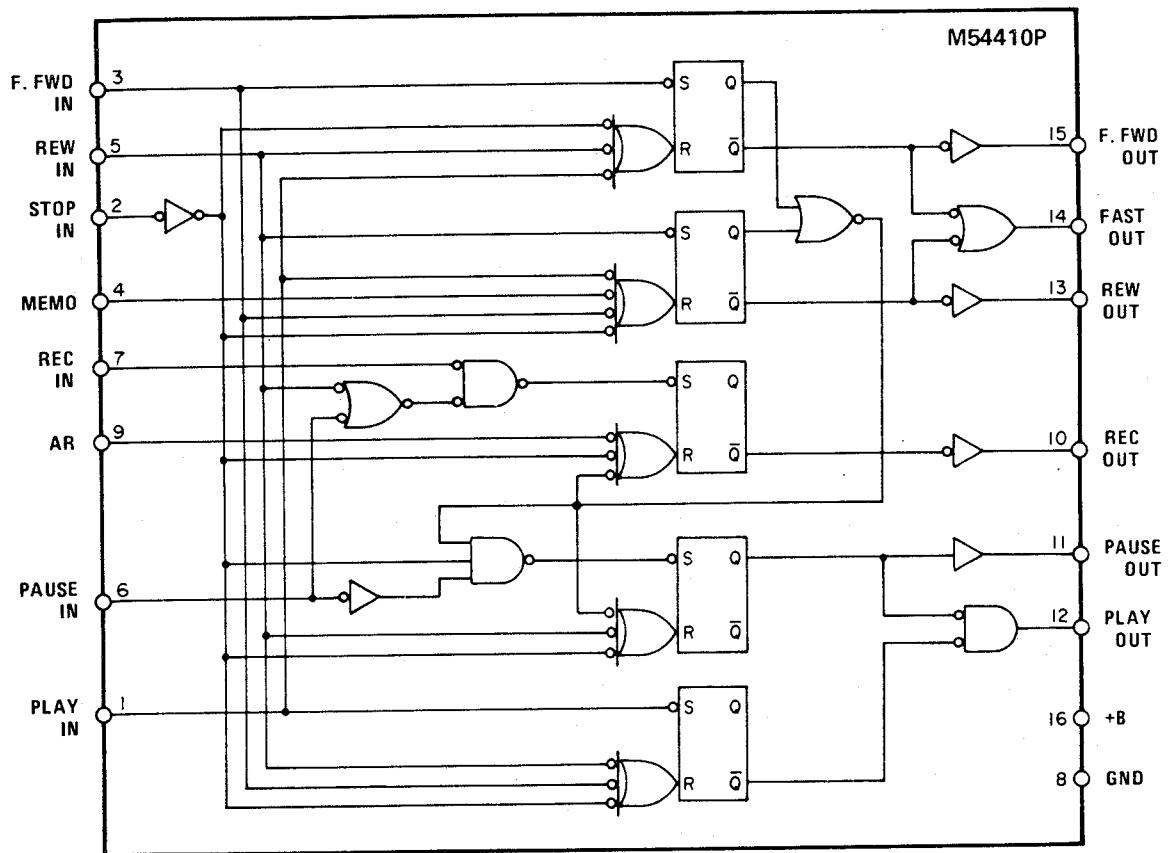 M54410P
F. FWD
IN
3
REW
IN
5
STOP
IN
2
MEMO
4
REC
IN
7
AR
9
PAUSE
IN
6
PLAY
IN
1
S Q
R Q̅
S Q
R Q̅
S Q
R Q̅
S Q
R Q̅
S Q
R Q̅
15
F. FWD
OUT
14
FAST
OUT
13
REW
OUT
10
REC
OUT
11
PAUSE
OUT
12
PLAY
OUT
16
+B
8
GND